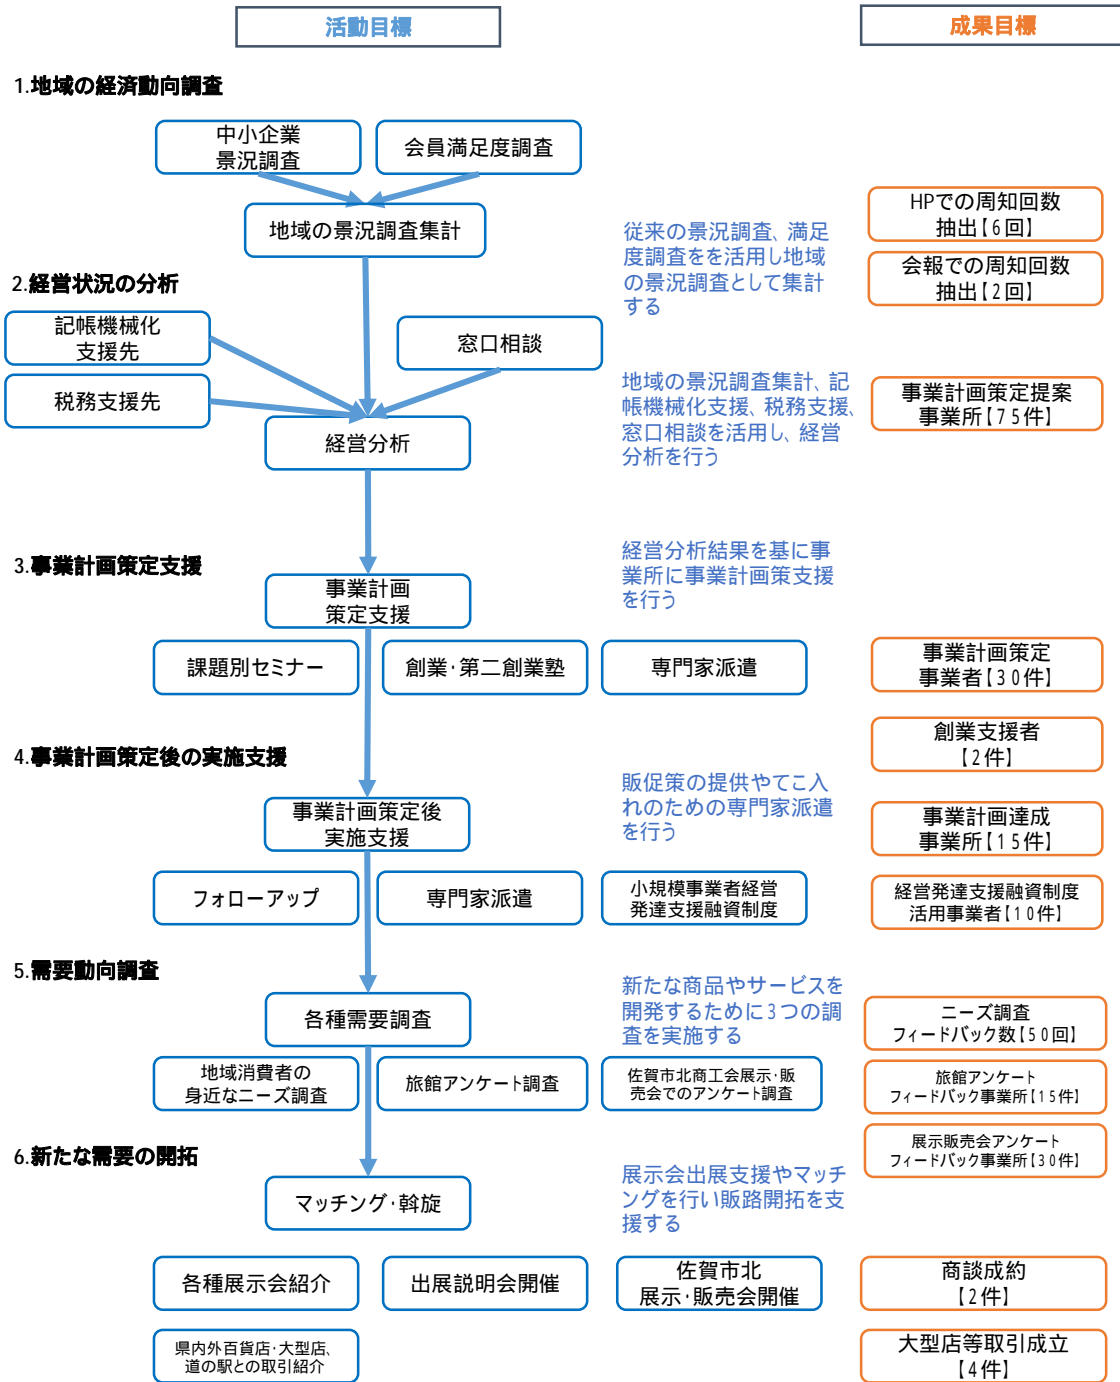 活動目標
成果目標
1.地域の経済動向調査
中小企業
景況調査
会員満足度調査
地域の景況調査集計
従来の景況調査、満足
度調査をを活用し地域
の景況調査として集計
する
HPでの周知回数
抽出【6回】
会報での周知回数
抽出【2回】
2.経営状況の分析
記帳機械化
支援先
税務支援先
窓口相談
経営分析
地域の景況調査集計、記
帳機械化支援、税務支援、
窓口相談を活用し、経営
分析を行う
事業計画策定提案
事業所【75件】
3.事業計画策定支援
事業計画
策定支援
経営分析結果を基に事
業所に事業計画策支援
を行う
課題別セミナー
創業・第二創業塾
専門家派遣
事業計画策定
事業者【30件】
創業支援者
【2件】
4.事業計画策定後の実施支援
事業計画策定後
実施支援
販促策の提供やてこ入
れのための専門家派遣
を行う
事業計画達成
事業所【15件】
フォローアップ
専門家派遣
小規模事業者経営
発達支援融資制度
経営発達支援融資制度
活用事業者【10件】
5.需要動向調査
各種需要調査
新たな商品やサービスを
開発するために3つの調
査を実施する
ニーズ調査
フィードバック数【50回】
地域消費者の
身近なニーズ調査
旅館アンケート調査
佐賀市北商工会展示・販
売会でのアンケート調査
旅館アンケート
フィードバック事業所【15件】
展示販売会アンケート
フィードバック事業所【30件】
6.新たな需要の開拓
マッチング・斡旋
展示会出展支援やマッチ
ングを行い販路開拓を支
援する
各種展示会紹介
出展説明会開催
佐賀市北
展示・販売会開催
商談成約
【2件】
県内外百貨店・大型店、
道の駅との取引紹介
大型店等取引成立
【4件】